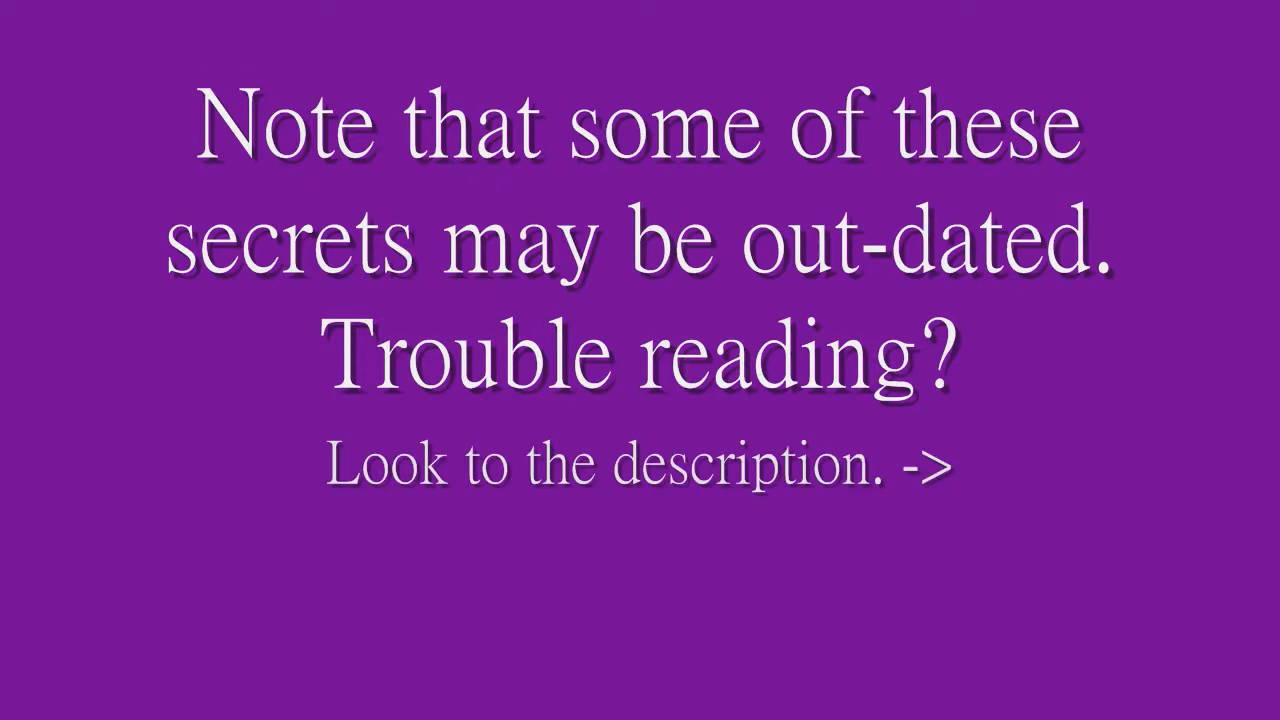 Note that some of these
secrets may be out-dated.
Trouble reading?
Look to the description. ->